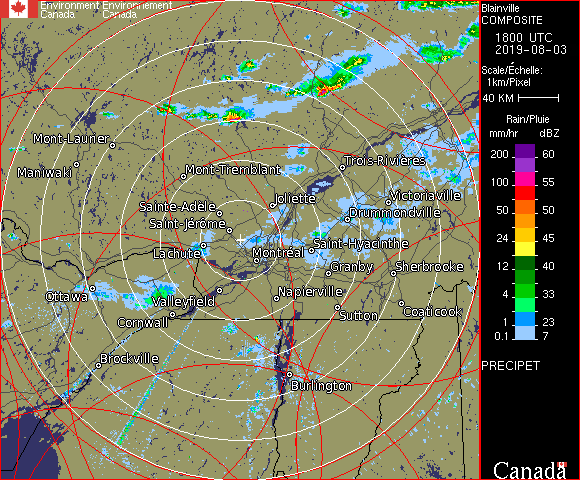 Environment Environnement
Canada Canada
Blainville
COMPOSITE
1800 UTC
2019-08-03
Scale/Échelle:
1km/Pixel
40 KM
Rain/Pluie
mm/hr dBZ
200 60
100 55
50 50
24 45
12 40
4 33
1 23
0.1 7
PRECIPET
Mont-Laurier
Maniwaki
Mont-Tremblant
Trois-Rivières
Sainte-Adèle
Joliette
Victoriaville
Saint-Jérôme
Drummondville
Lachute
Montréal
Saint-Hyacinthe
Granby
Sherbrooke
Ottawa
Valleyfield
Napierville
Cornwall
Sutton
Coaticook
Brockville
Burlington
Canada